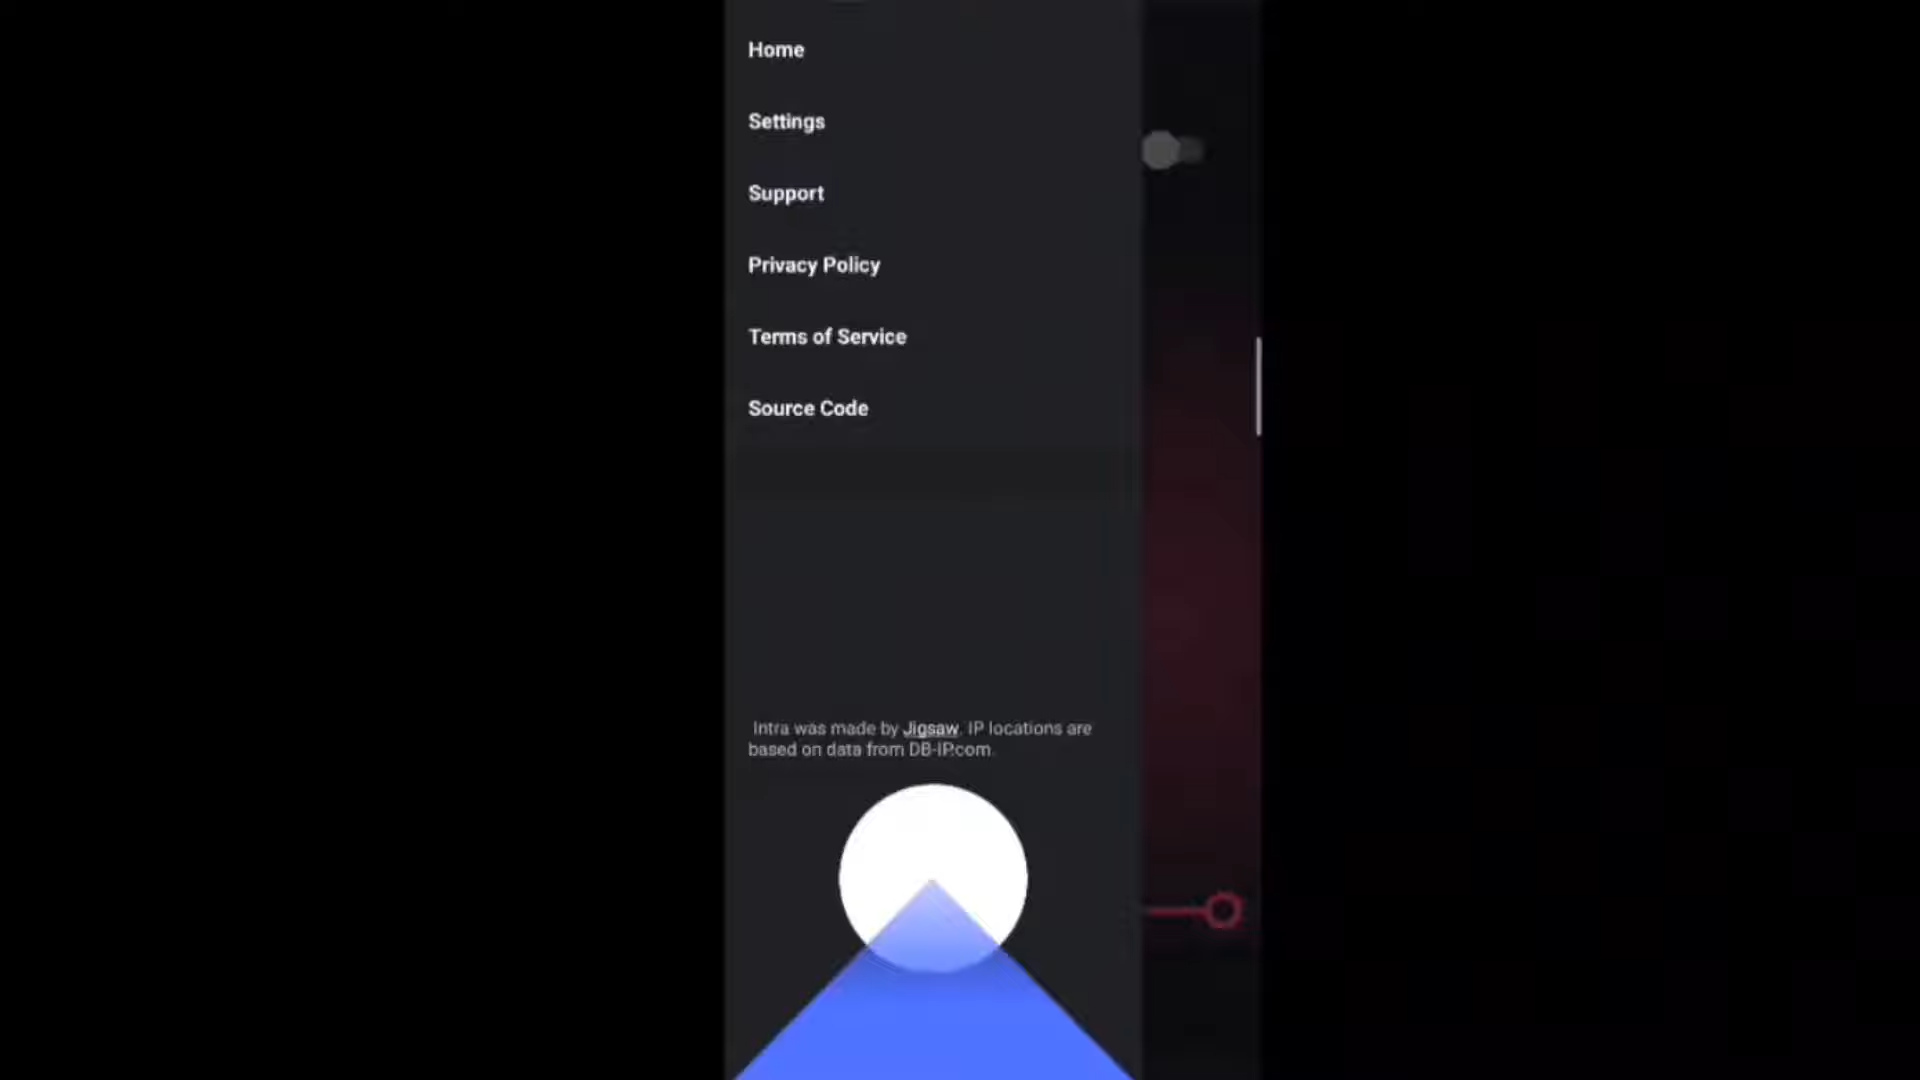 Home
Settings
Support
Privacy Policy
Terms of Service
Source Code
Intra was made by Jigsaw. IP locations are
based on data from DB-IP.com.